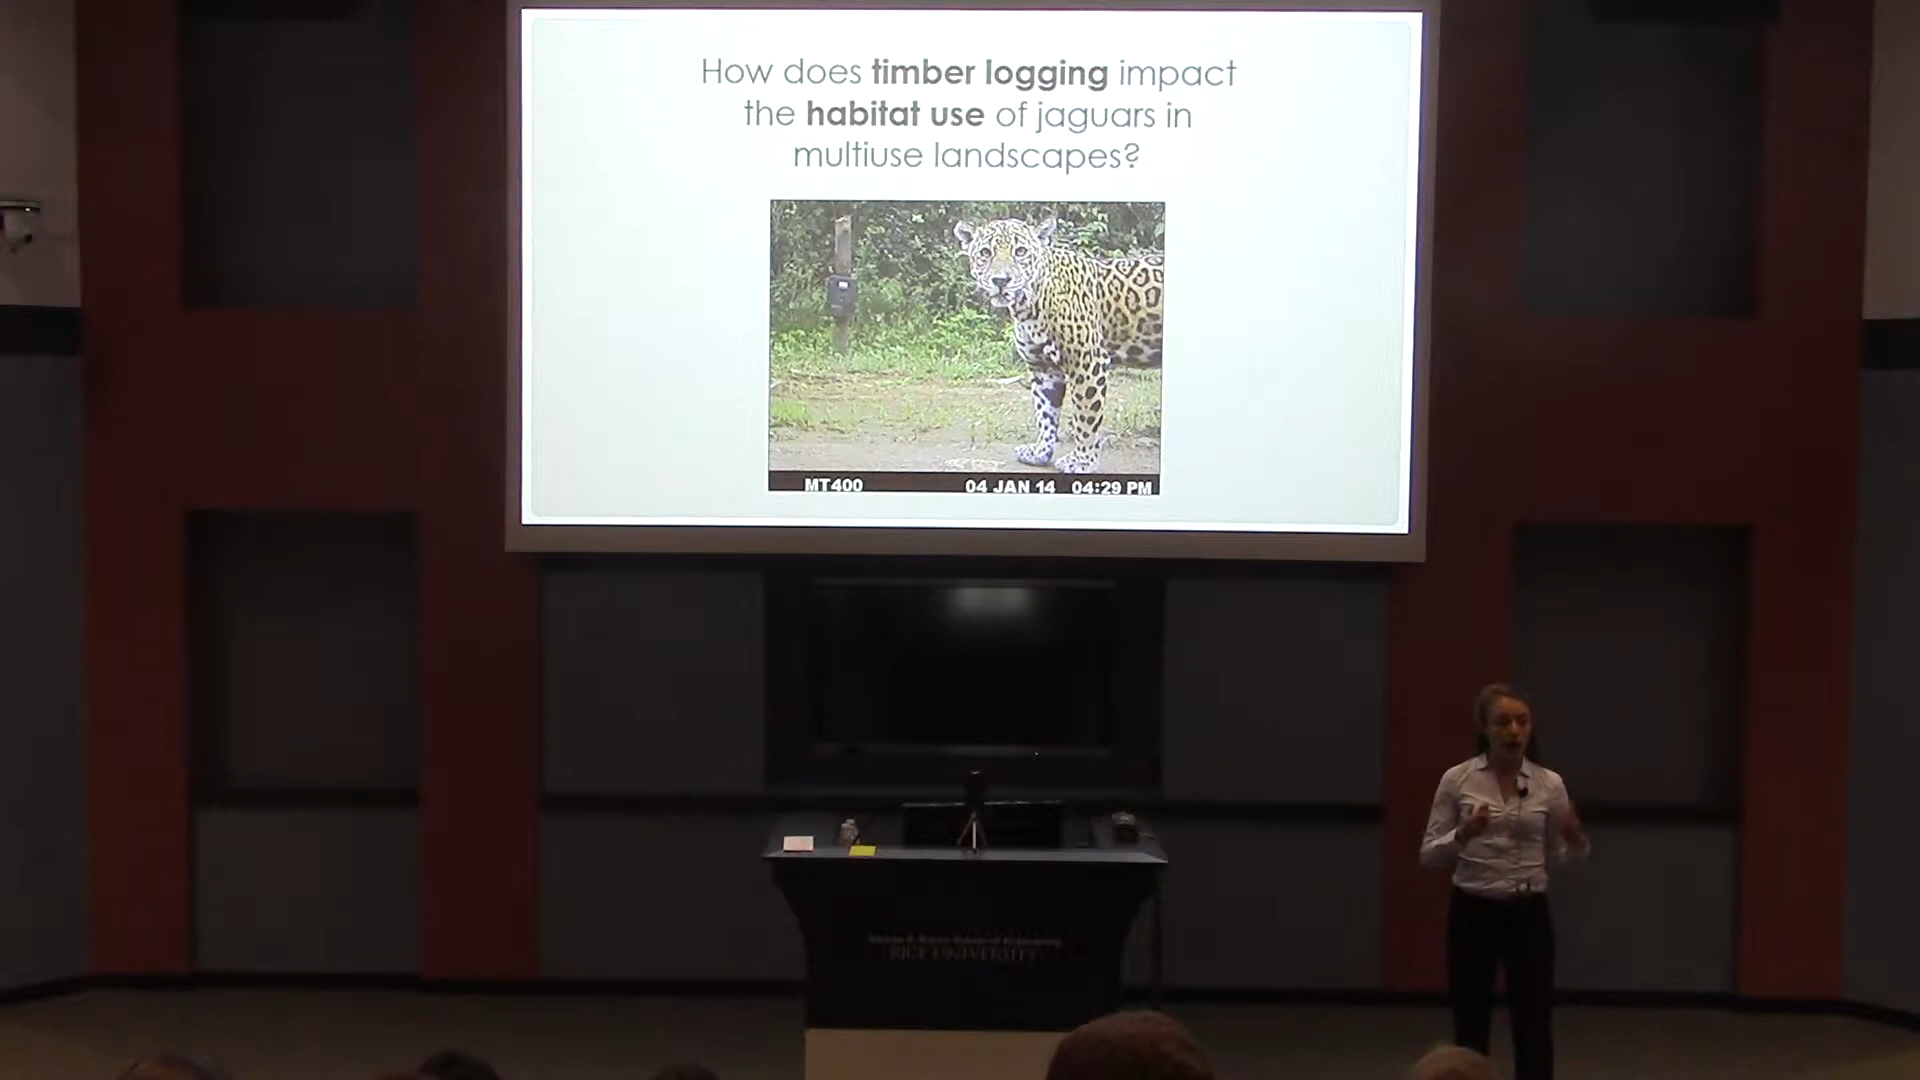 How does timber logging impact
the habitat use of jaguars in
multiuse landscapes?
MT400 04 JAN 14 04:29 PM
RICE UNIVERSITY